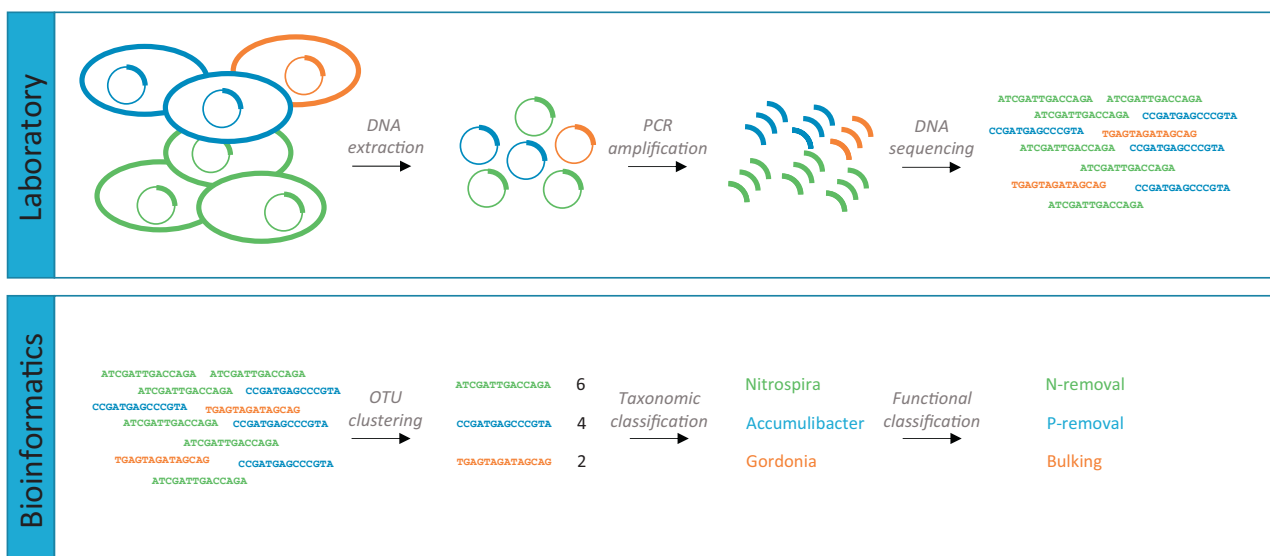 Laboratory
DNA
extraction
PCR
amplification
DNA
sequencing
ATCGATTGACCAGA ATCGATTGACCAGA
ATCGATTGACCAGA CCGATGAGCCCGTA
CCGATGAGCCCGTA TGAGTAGATAGCAG
ATCGATTGACCAGA CCGATGAGCCCGTA
ATCGATTGACCAGA
TGAGTAGATAGCAG CCGATGAGCCCGTA
ATCGATTGACCAGA
Bioinformatics
ATCGATTGACCAGA ATCGATTGACCAGA
ATCGATTGACCAGA CCGATGAGCCCGTA
CCGATGAGCCCGTA TGAGTAGATAGCAG
ATCGATTGACCAGA CCGATGAGCCCGTA
ATCGATTGACCAGA
TGAGTAGATAGCAG CCGATGAGCCCGTA
ATCGATTGACCAGA
OTU
clustering
ATCGATTGACCAGA 6
CCGATGAGCCCGTA 4
TGAGTAGATAGCAG 2
Taxonomic
classification
Nitrospira
Accumulibacter
Gordonia
Functional
classification
N-removal
P-removal
Bulking